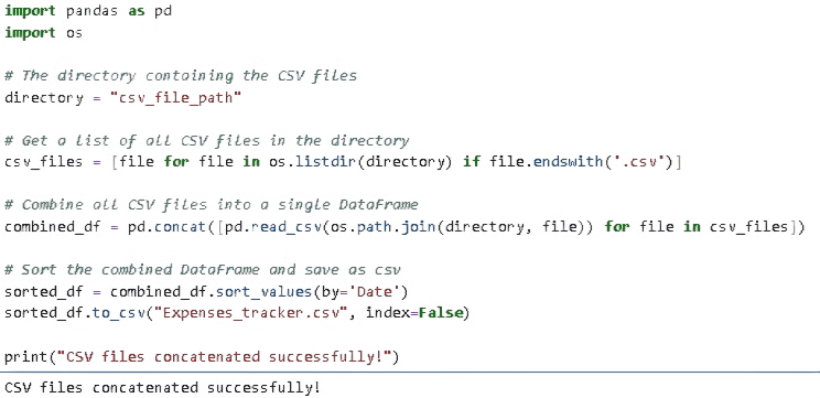 import pandas as pd
import os
# The directory containing the CSV files
directory = "csv_file_path"
# Get a list of all CSV files in the directory
csv_files = [file for file in os.listdir(directory) if file.endswith('.csv')]
# Combine all CSV files into a single DataFrame
combined_df = pd.concat([pd.read_csv(os.path.join(directory, file)) for file in csv_files])
# Sort the combined DataFrame and save as csv
sorted_df = combined_df.sort_values(by='Date')
sorted_df.to_csv("Expenses_tracker.csv", index=False)
print("CSV files concatenated successfully!")
CSV files concatenated successfully!